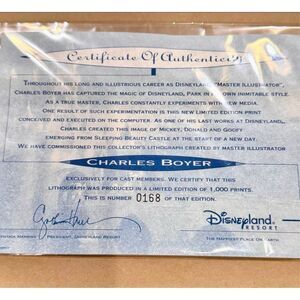 Certificate Of Authenticity
Throughout his long and illustrious career as Disneyland "Master Illustrator",
Charles Boyer has captured the magic of Disneyland, Park in his own inimitable style.
As a true master, Charles constantly experiments with new media.
One result of such experimentation is this new limited edition print
conceived and executed on the computer. As one of his last works at Disneyland,
Charles created this image of Mickey, Donald and Goofy
emerging from Sleeping Beauty Castle at the start of a new day.
We have commissioned this collector's lithograph created by master illustrator
Charles Boyer
exclusively for cast members. We certify that this
lithograph was produced in a limited edition of 1,000 prints.
This is number 0168 of that edition.
Disneyland
RESORT
President, Disneyland Resort
The Happiest Place On Earth